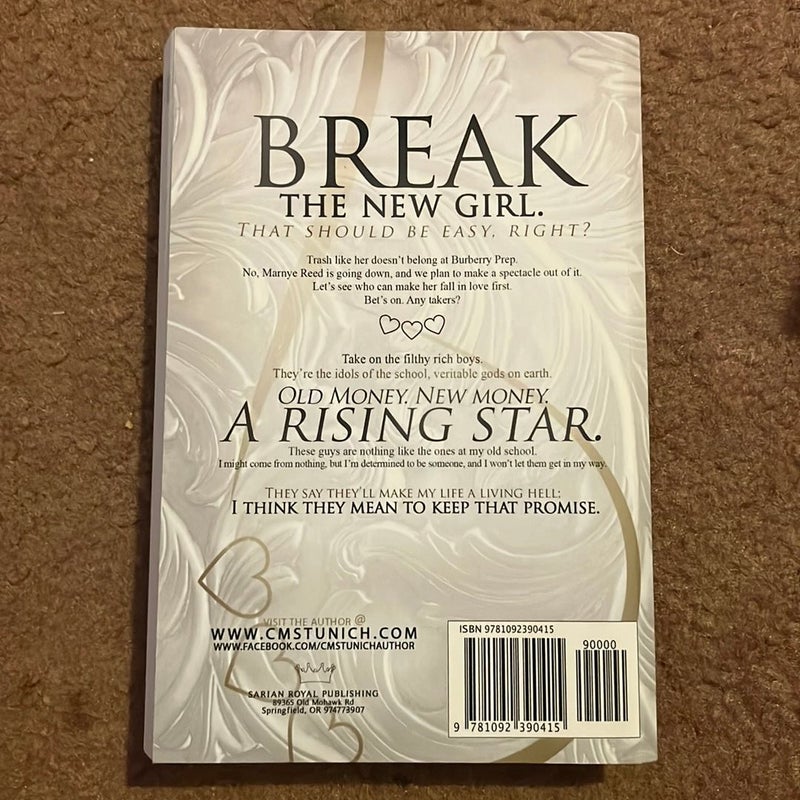 BREAK
THE NEW GIRL.
THAT SHOULD BE EASY, RIGHT?
Trash like her doesn't belong at Burberry Prep.
No, Marnye Reed is going down, and we plan to make a spectacle out of it.
Let's see who can make her fall in love first.
Bet's on. Any takers?
Take on the filthy rich boys.
They're the idols of the school, veritable gods on earth.
OLD MONEY. NEW MONEY.
A RISING STAR.
These guys are nothing like the ones at my old school.
I might come from nothing, but I'm determined to be someone, and I won't let them get in my way.
THEY SAY THEY'LL MAKE MY LIFE A LIVING HELL;
I THINK THEY MEAN TO KEEP THAT PROMISE.
VISIT THE AUTHOR @
WWW.CMSTUNICH.COM
WWW.FACEBOOK.COM/CMSTUNICHAUTHOR
SARIAN ROYAL PUBLISHING
89365 Old Mohawk Rd
Springfield, OR 974773907
ISBN 9781092390415
90000
9 781092 390415